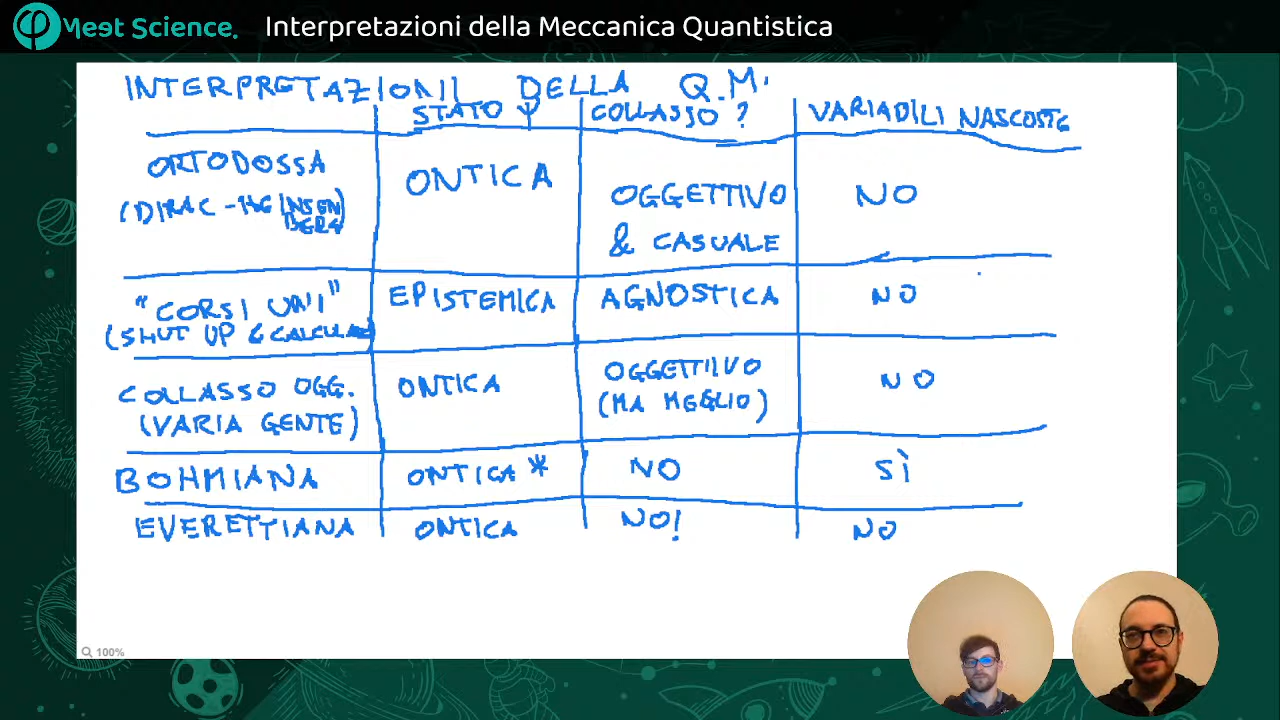 Meet Science.
Interpretazioni della Meccanica Quantistica
INTERPRETAZIONI DELLA Q.M.
STATO Ψ COLLASSO? VARIABILI NASCOSTE
ORTODOSSA ONTICA OGGETTIVO NO
(DIRAC - & CASUALE
"CORSI UNI" EPISTEMICA AGNOSTICA NO
(SHUT UP & CALCULATE)
COLLASSO OGG. ONTICA OGGETTIVO NO
(VARIA GENTE) (MA MEGLIO)
BOHMIANA ONTICA* NO SÌ
EVERETTIANA ONTICA NO! NO
100%